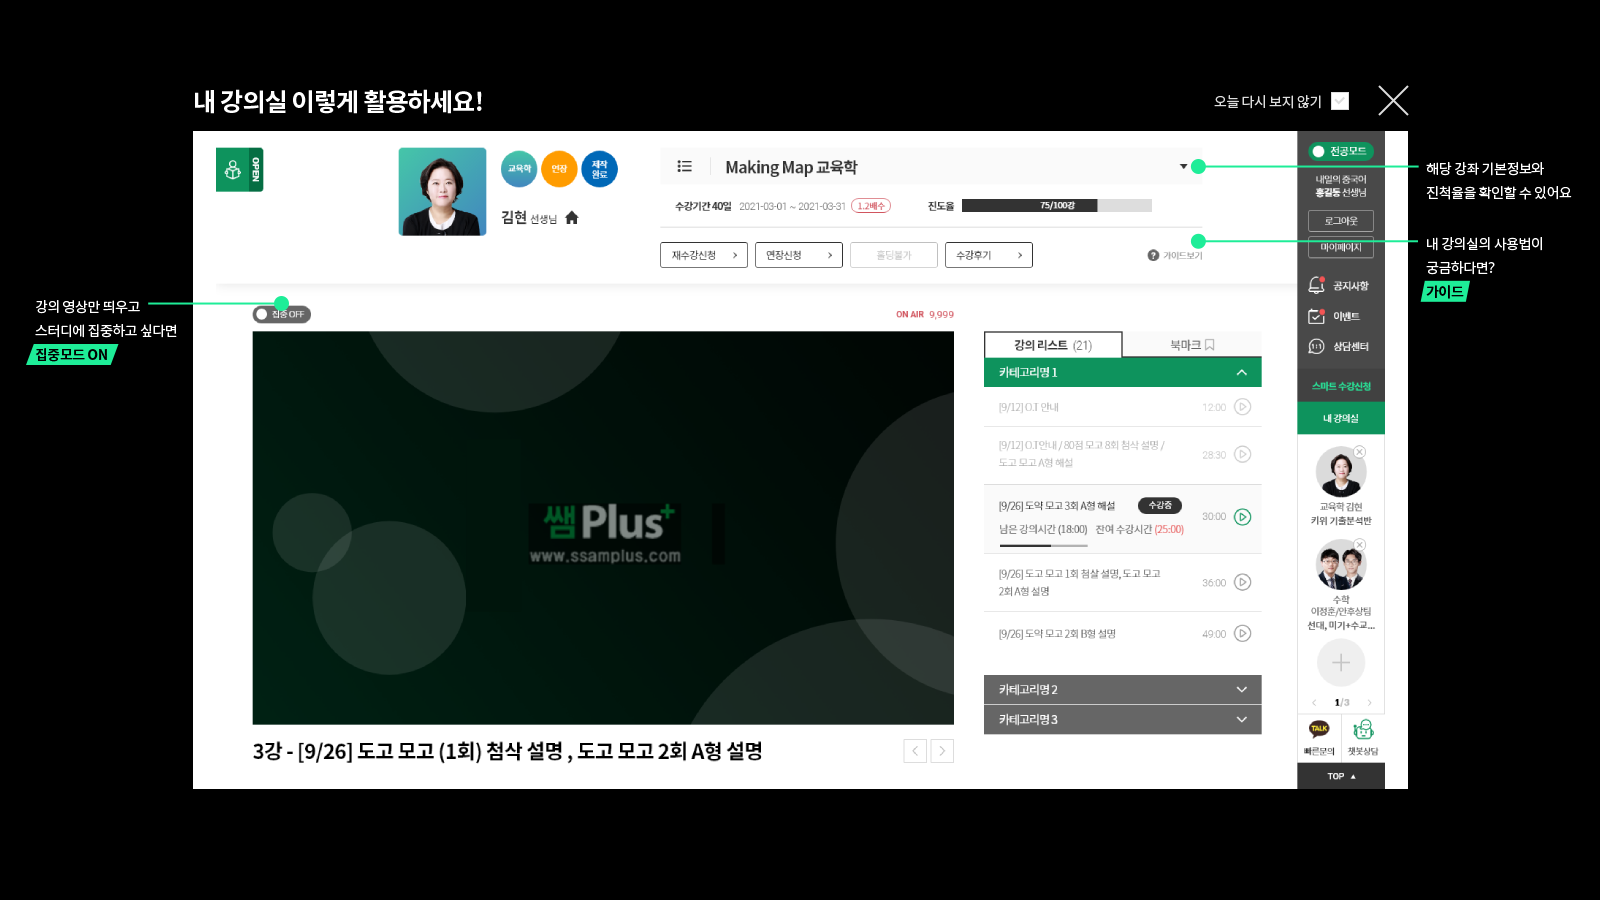 내 강의실 이렇게 활용하세요!
오늘 다시 보지 않기
OPEN
교육학
연장
제작
완료
김현 선생님
Making Map 교육학
수강기간 40일 2021-03-01 ~ 2021-03-31 1.2배수
진도율 75/100강
재수강신청
연장신청
홀딩불가
수강후기
? 가이드보기
해당 강좌 기본정보와
진척율을 확인할 수 있어요
내 강의실의 사용법이
궁금하다면?
가이드
강의 영상만 띄우고
스터디에 집중하고 싶다면
집중모드 ON
집중 OFF
ON AIR 9,999
쌤Plus+
www.ssamplus.com
3강 - [9/26] 도고 모고 (1회) 첨삭 설명 , 도고 모고 2회 A형 설명
강의 리스트 (21)
북마크
카테고리명 1
[9/12] O.T 안내
12:00
[9/12] O.T안내 / 80점 모고 8회 첨삭 설명 /
도고 모고 A형 해설
28:30
[9/26] 도약 모고 3회 A형 해설
수강중
남은 강의시간 (18:00) 잔여 수강시간 (25:00)
30:00
[9/26] 도고 모고 1회 첨삭 설명, 도고 모고
2회 A형 설명
36:00
[9/26] 도약 모고 2회 B형 설명
49:00
카테고리명 2
카테고리명 3
전공모드
내일의 중국어
홍길동 선생님
로그아웃
마이페이지
공지사항
이벤트
상담센터
스마트 수강신청
내 강의실
교육학 김현
키위 기출분석반
수학
이정훈/안후상팀
선대, 미기+수교...
1/3
TALK
빠른문의
챗봇상담
TOP ▲